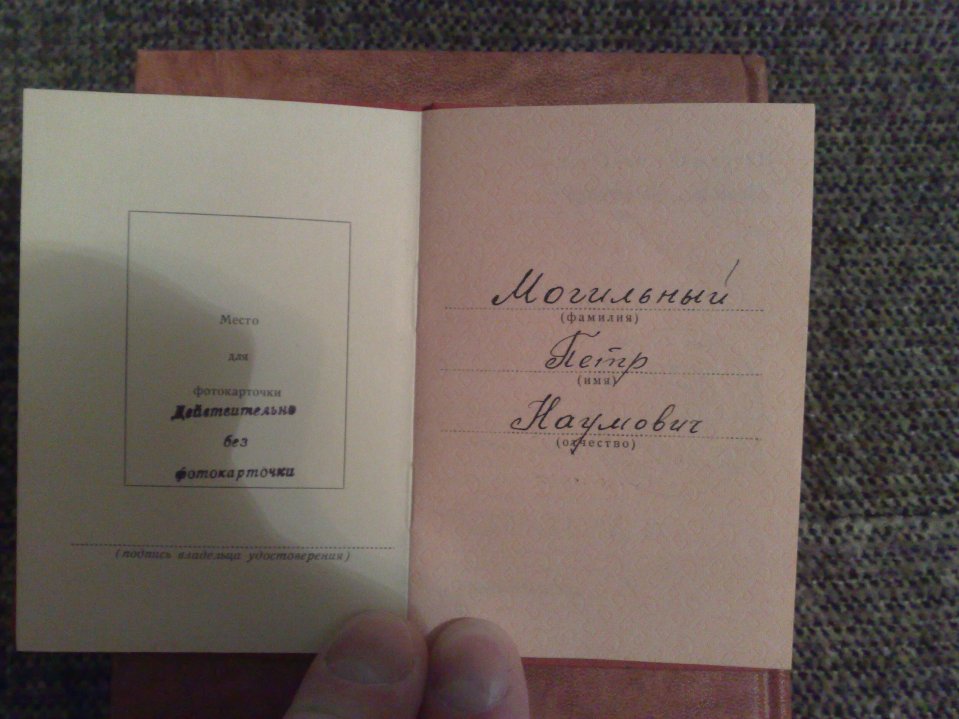 Место
для
фотокарточки
Действительно
без
фотокарточки
(подпись владельца удостоверения)
Могильный
(фамилия)
Петр
(имя)
Наумович
(отчество)